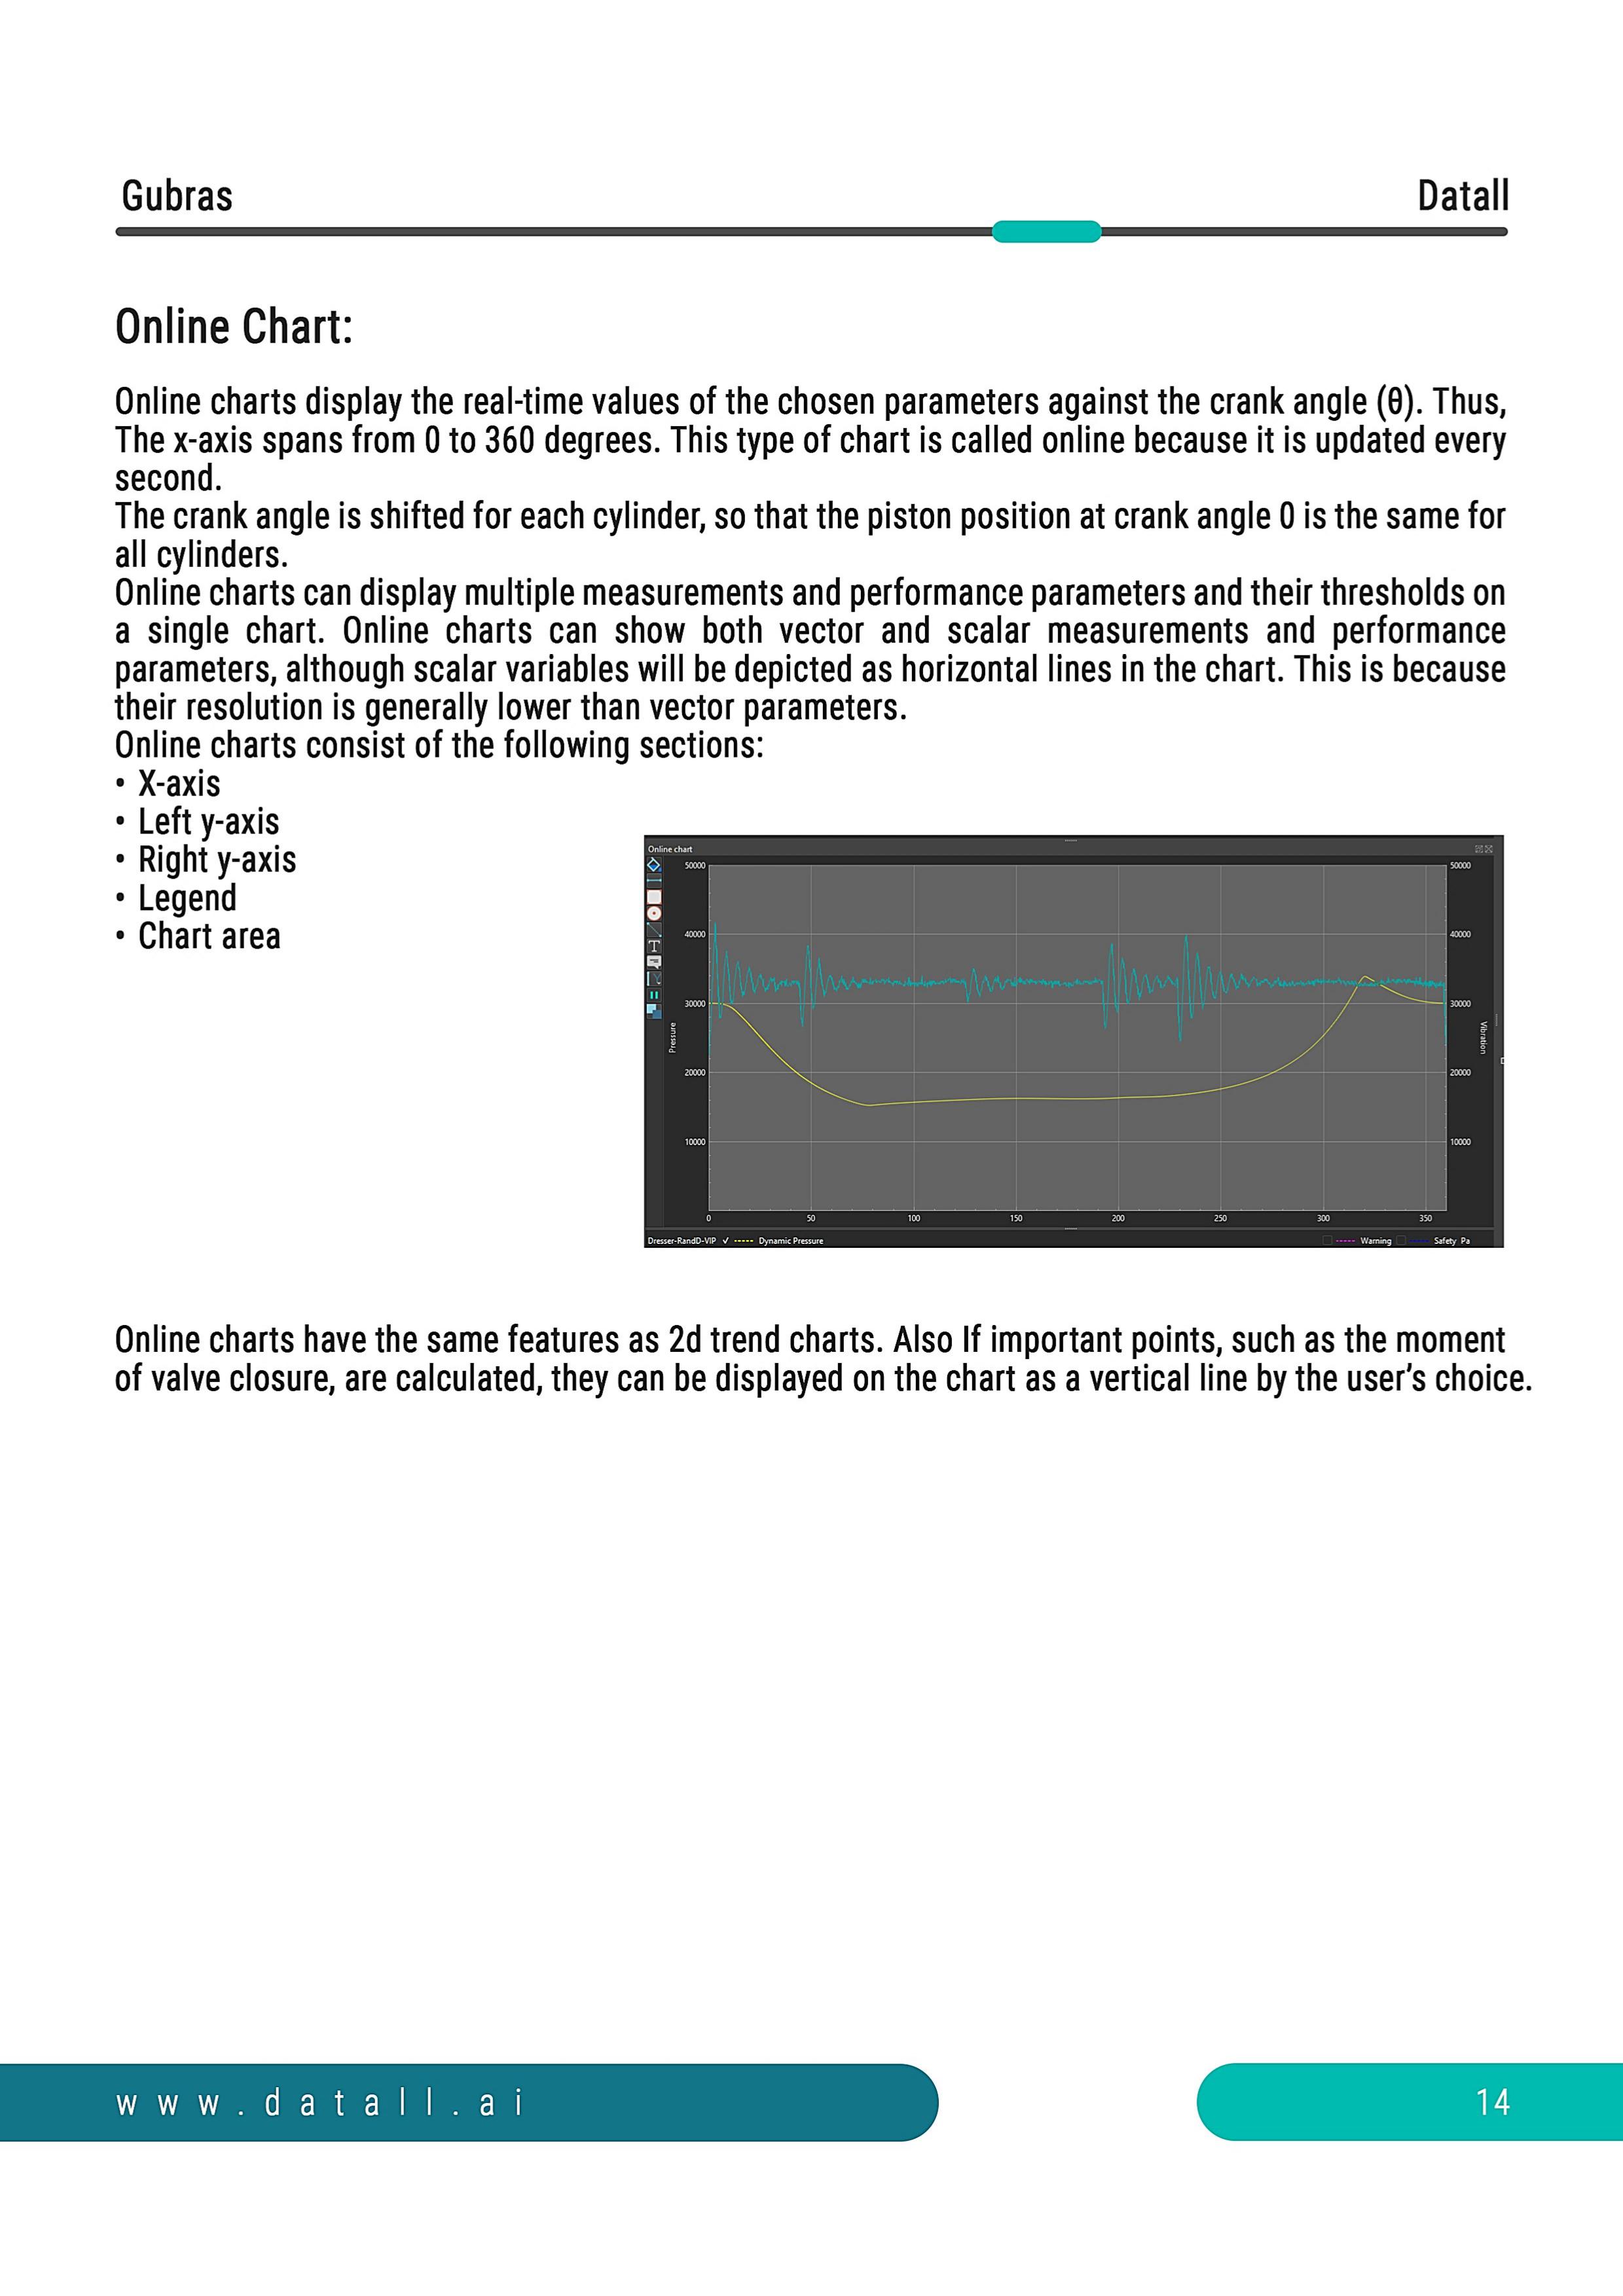 Gubras
Datall
Online Chart:
Online charts display the real-time values of the chosen parameters against the crank angle (θ). Thus,
The x-axis spans from 0 to 360 degrees. This type of chart is called online because it is updated every
second.
The crank angle is shifted for each cylinder, so that the piston position at crank angle 0 is the same for
all cylinders.
Online charts can display multiple measurements and performance parameters and their thresholds on
a single chart. Online charts can show both vector and scalar measurements and performance
parameters, although scalar variables will be depicted as horizontal lines in the chart. This is because
their resolution is generally lower than vector parameters.
Online charts consist of the following sections:
• X-axis
• Left y-axis
• Right y-axis
• Legend
• Chart area
Online chart
50000
40000
30000
20000
10000
Pressure
50000
40000
30000
20000
10000
Vibration
T
0 50 100 150 200 250 300 350
Dresser-RandD-VIP ✓ Dynamic Pressure Warning Safety Pa
Online charts have the same features as 2d trend charts. Also If important points, such as the moment
of valve closure, are calculated, they can be displayed on the chart as a vertical line by the user’s choice.
www.datall.ai
14